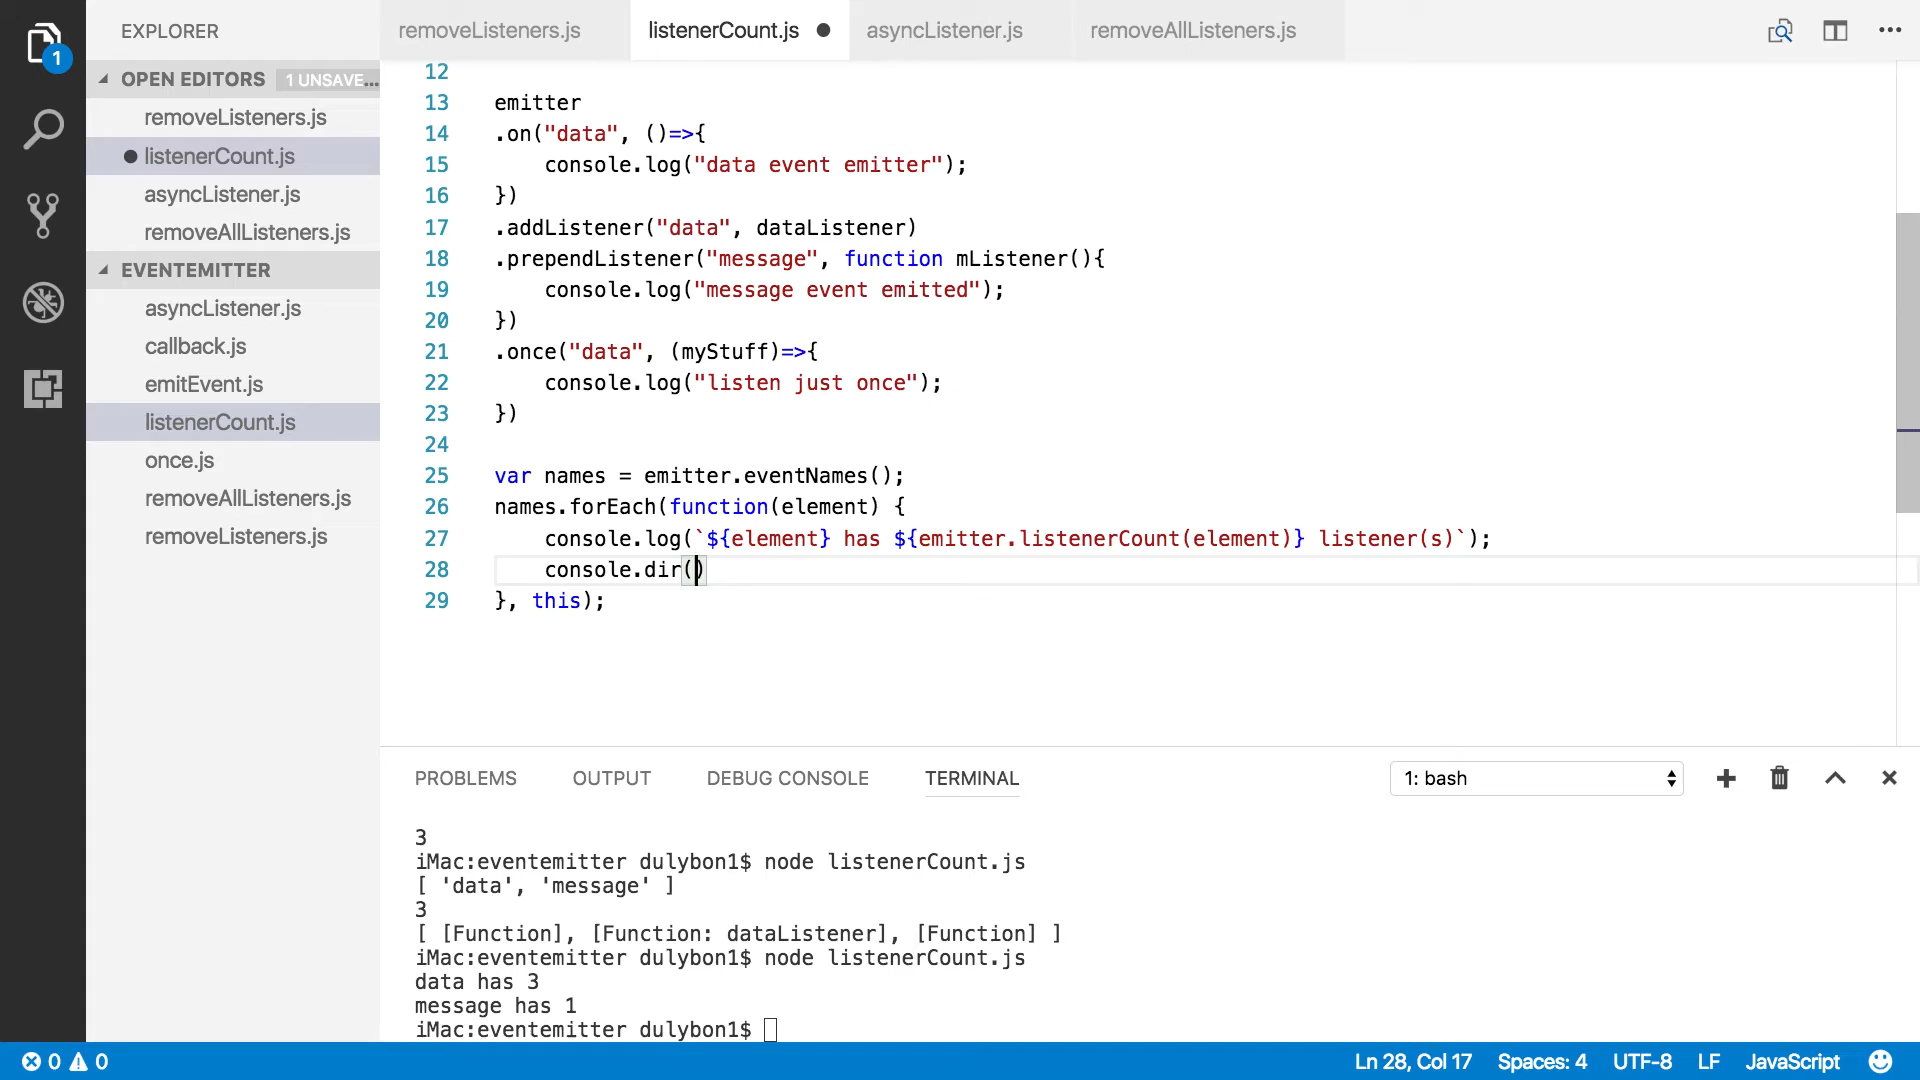 EXPLORER
OPEN EDITORS 1 UNSAVE...
removeListeners.js
listenerCount.js
asyncListener.js
removeAllListeners.js
EVENTEMITTER
asyncListener.js
callback.js
emitEvent.js
listenerCount.js
once.js
removeAllListeners.js
removeListeners.js
1
removeListeners.js listenerCount.js asyncListener.js removeAllListeners.js
12
13 emitter
14 .on("data", ()=>{
15 console.log("data event emitter");
16 })
17 .addListener("data", dataListener)
18 .prependListener("message", function mListener(){
19 console.log("message event emitted");
20 })
21 .once("data", (myStuff)=>{
22 console.log("listen just once");
23 })
24
25 var names = emitter.eventNames();
26 names.forEach(function(element) {
27 console.log(`${element} has ${emitter.listenerCount(element)} listener(s)`);
28 console.dir()
29 }, this);
PROBLEMS OUTPUT DEBUG CONSOLE TERMINAL 1: bash
3
iMac:eventemitter dulybon1$ node listenerCount.js
[ 'data', 'message' ]
3
[ [Function], [Function: dataListener], [Function] ]
iMac:eventemitter dulybon1$ node listenerCount.js
data has 3
message has 1
iMac:eventemitter dulybon1$
0 0 Ln 28, Col 17 Spaces: 4 UTF-8 LF JavaScript